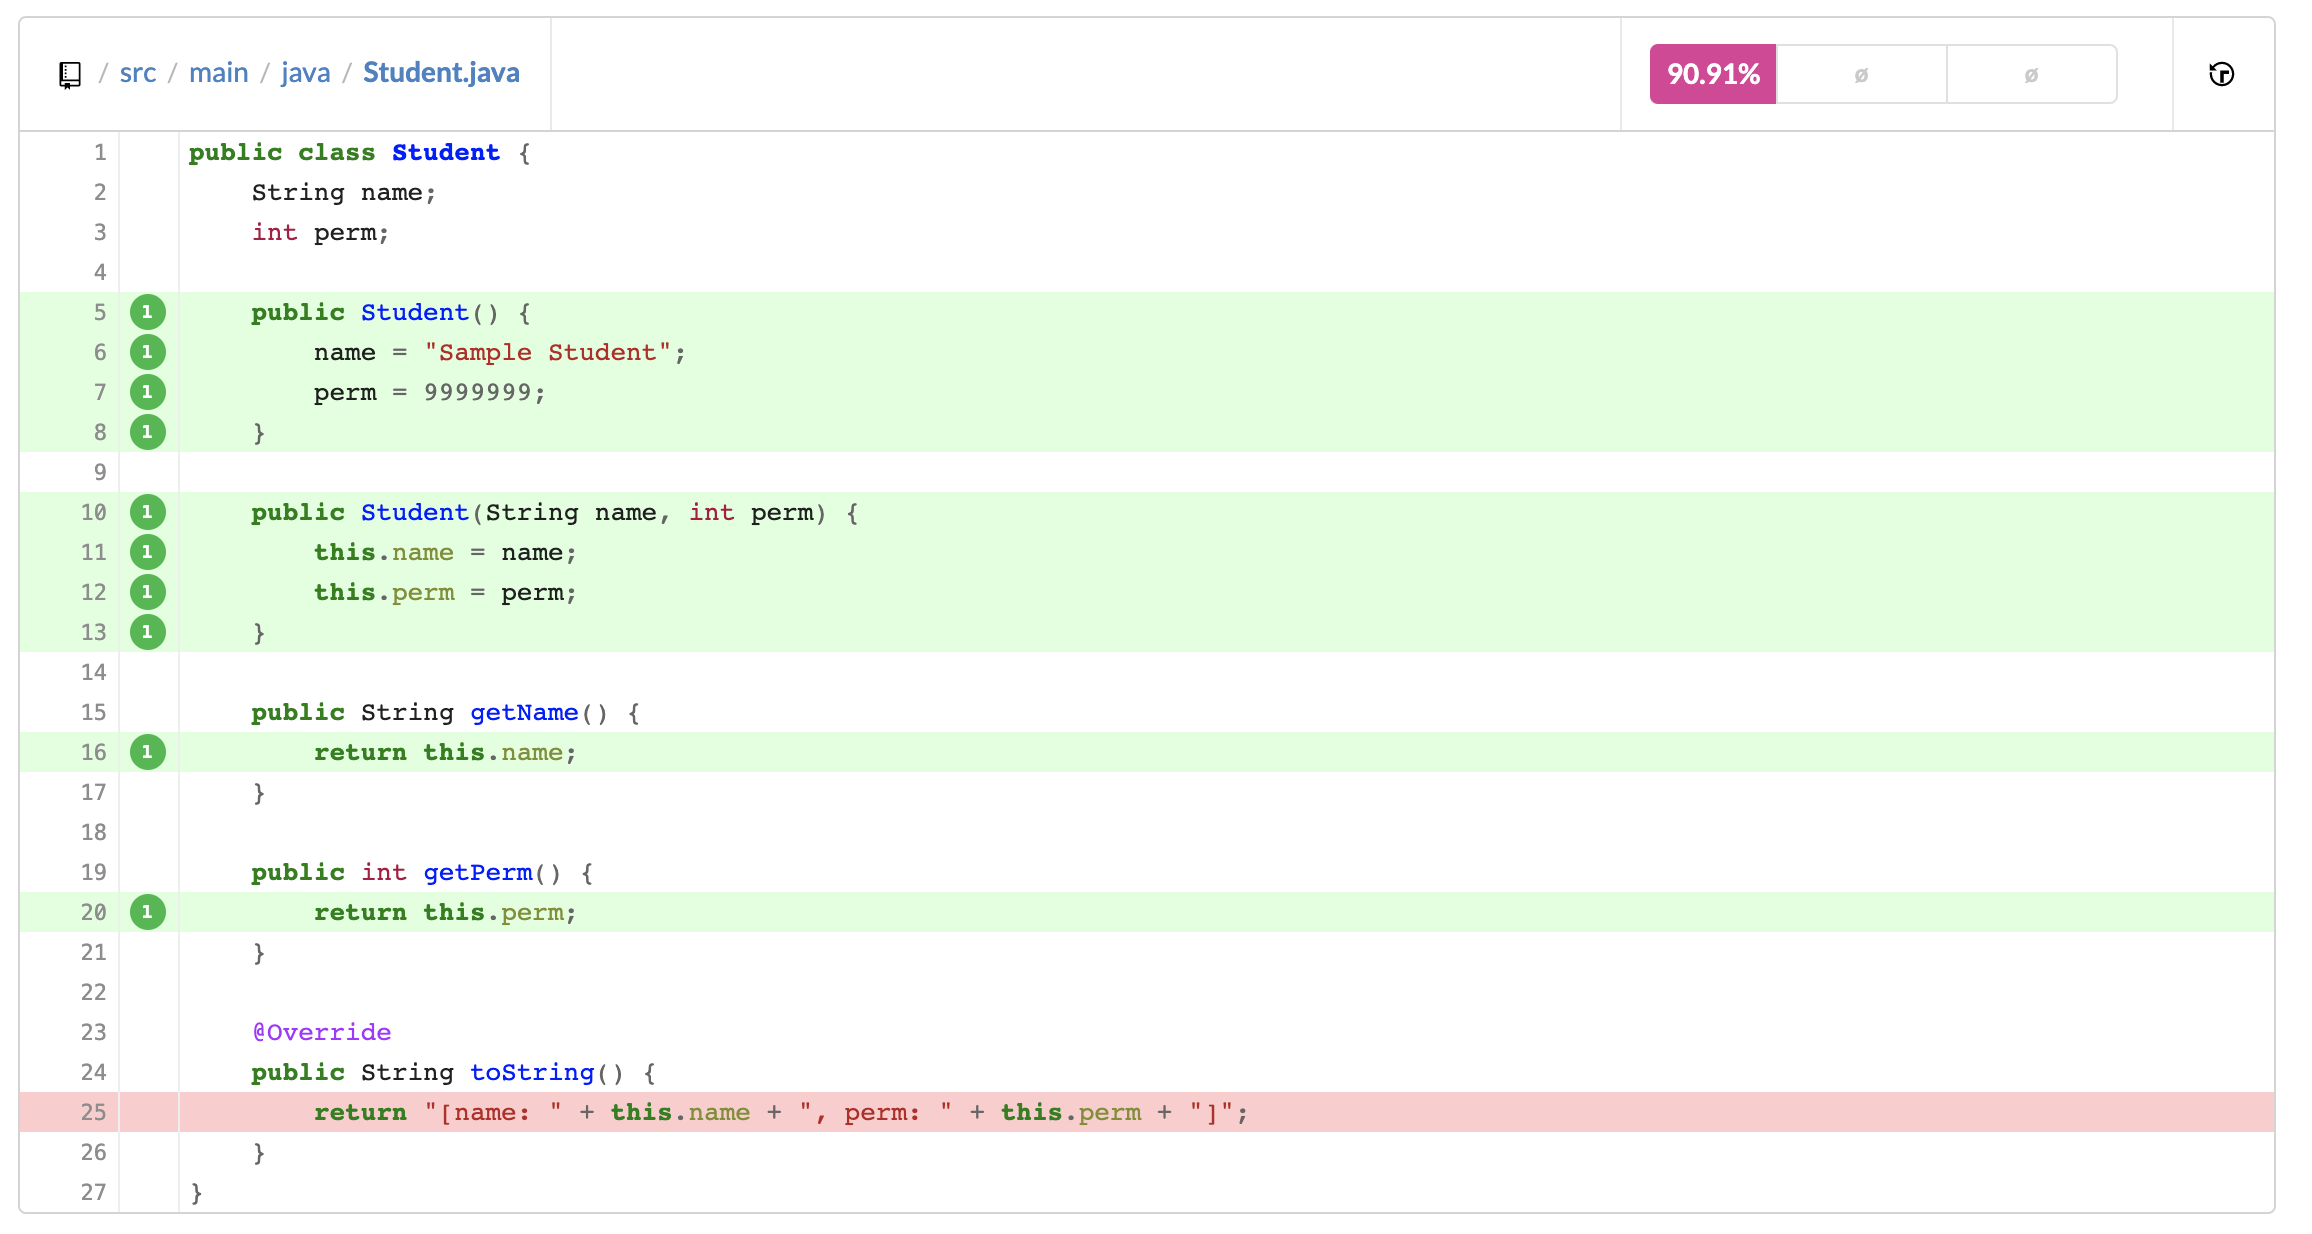 / src / main / java / Student.java 90.91% ø ø
1 public class Student {
2     String name;
3     int perm;
4
5 1     public Student() {
6 1         name = "Sample Student";
7 1         perm = 9999999;
8 1     }
9
10 1     public Student(String name, int perm) {
11 1         this.name = name;
12 1         this.perm = perm;
13 1     }
14
15     public String getName() {
16 1         return this.name;
17     }
18
19     public int getPerm() {
20 1         return this.perm;
21     }
22
23     @Override
24     public String toString() {
25         return "[name: " + this.name + ", perm: " + this.perm + "]";
26     }
27 }